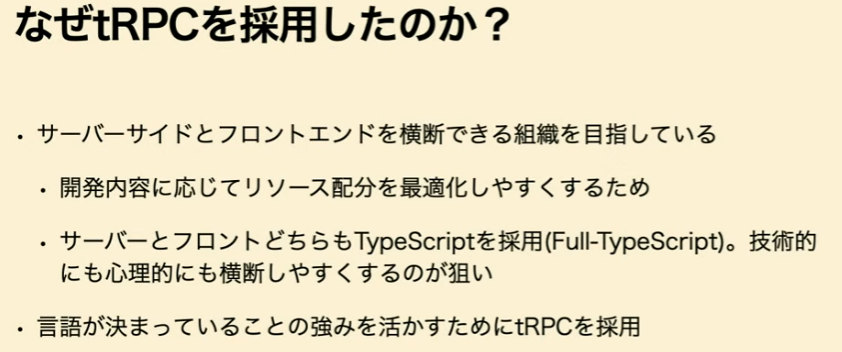 なぜtRPCを採用したのか？
・サーバーサイドとフロントエンドを横断できる組織を目指している
・開発内容に応じてリソース配分を最適化しやすくするため
・サーバーとフロントどちらもTypeScriptを採用(Full-TypeScript)。技術的
にも心理的にも横断しやすくするのが狙い
・言語が決まっていることの強みを活かすためにtRPCを採用